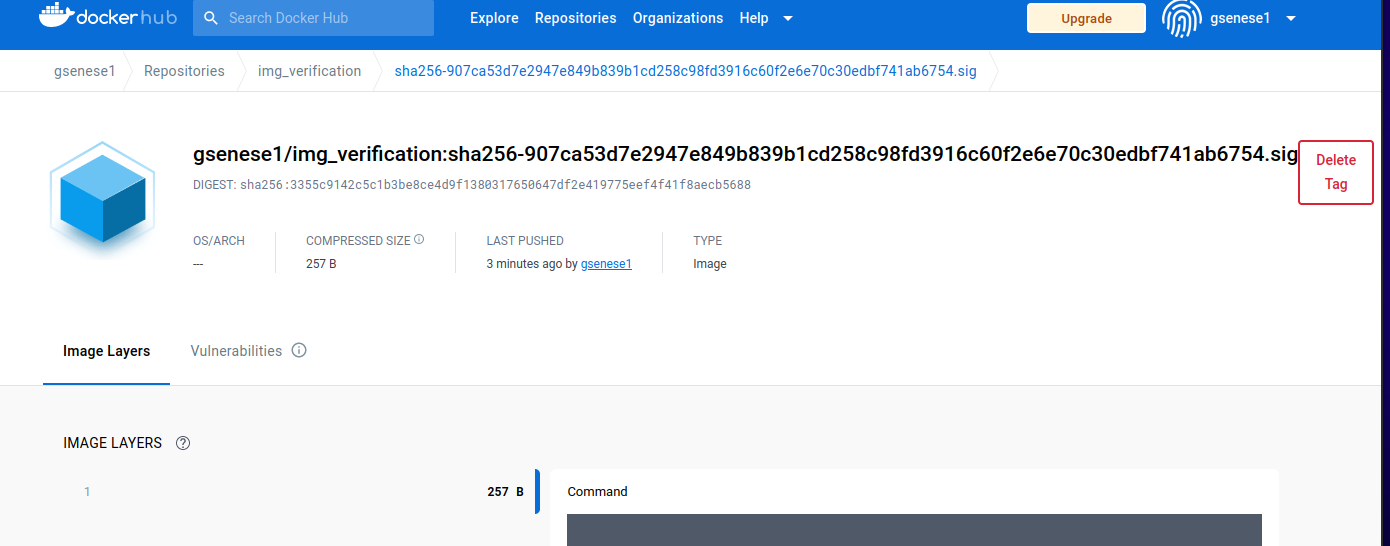 dockerhub Search Docker Hub Explore Repositories Organizations Help Upgrade gsenese1
gsenese1 Repositories img_verification sha256-907ca53d7e2947e849b839b1cd258c98fd3916c60f2e6e70c30edbf741ab6754.sig
gsenese1/img_verification:sha256-907ca53d7e2947e849b839b1cd258c98fd3916c60f2e6e70c30edbf741ab6754.sig
Delete
Tag
DIGEST: sha256:3355c9142c5c1b3be8ce4d9f1380317650647df2e419775eef4f41f8aecb5688
OS/ARCH COMPRESSED SIZE LAST PUSHED TYPE
--- 257 B 3 minutes ago by gsenese1 Image
Image Layers Vulnerabilities
IMAGE LAYERS
1 257 B Command